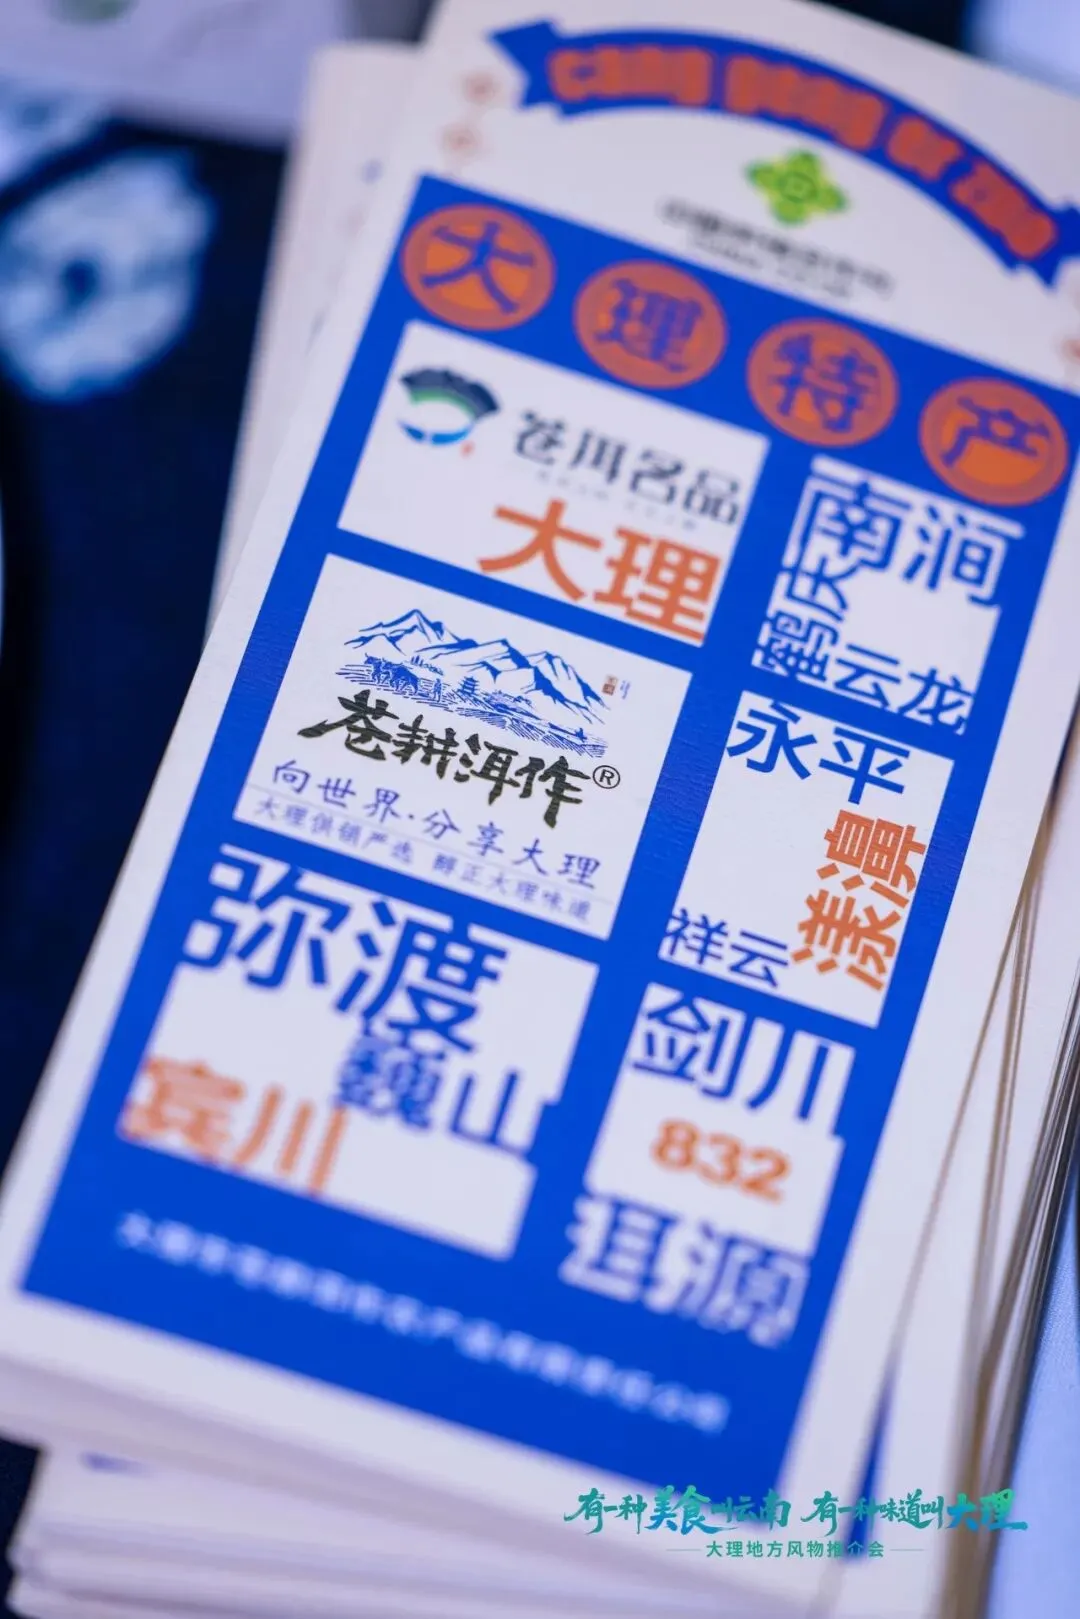 大理特产
苍洱名品
大理
南涧
鹤庆
云龙
苍耕洱作®
向世界·分享大理
大理供销严选 醇正大理味道
永平
漾濞
祥云
弥渡
巍山
宾川
剑川
832
洱源
有一种美食叫云南 有一种味道叫大理
大理地方风物推介会